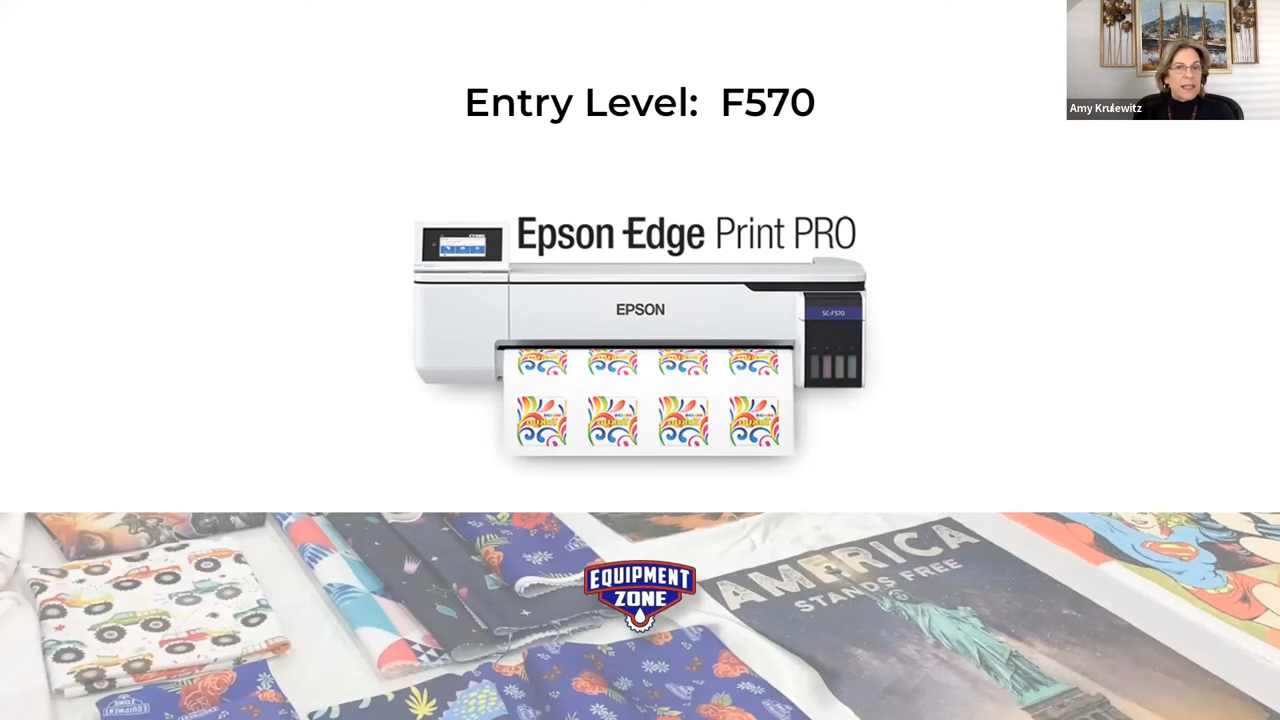 Entry Level: F570
Amy Krulewitz
Epson Edge Print PRO
EPSON
SC-F570
EQUIPMENT
ZONE
AMERICA
STANDS FREE